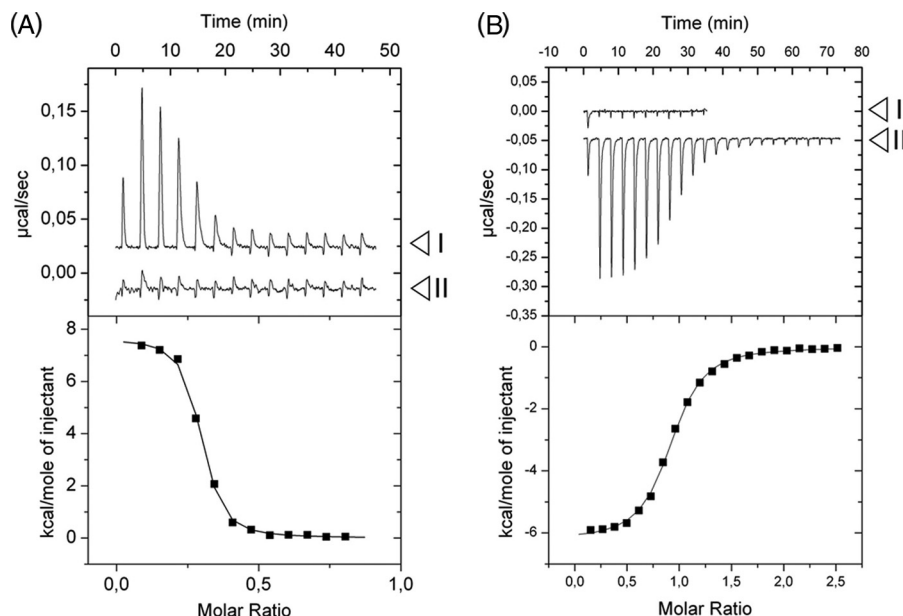 (A)
Time (min)
0 10 20 30 40 50
0,15
0,10
0,05
0,00
µcal/sec
I
II
8
6
4
2
0
kcal/mole of injectant
0,0 0,5 1,0
Molar Ratio
(B)
Time (min)
-10 0 10 20 30 40 50 60 70 80
0,05
0,00
-0,05
-0,10
-0,15
-0,20
-0,25
-0,30
-0,35
µcal/sec
I
II
0
-2
-4
-6
kcal/mole of injectant
0,0 0,5 1,0 1,5 2,0 2,5
Molar Ratio